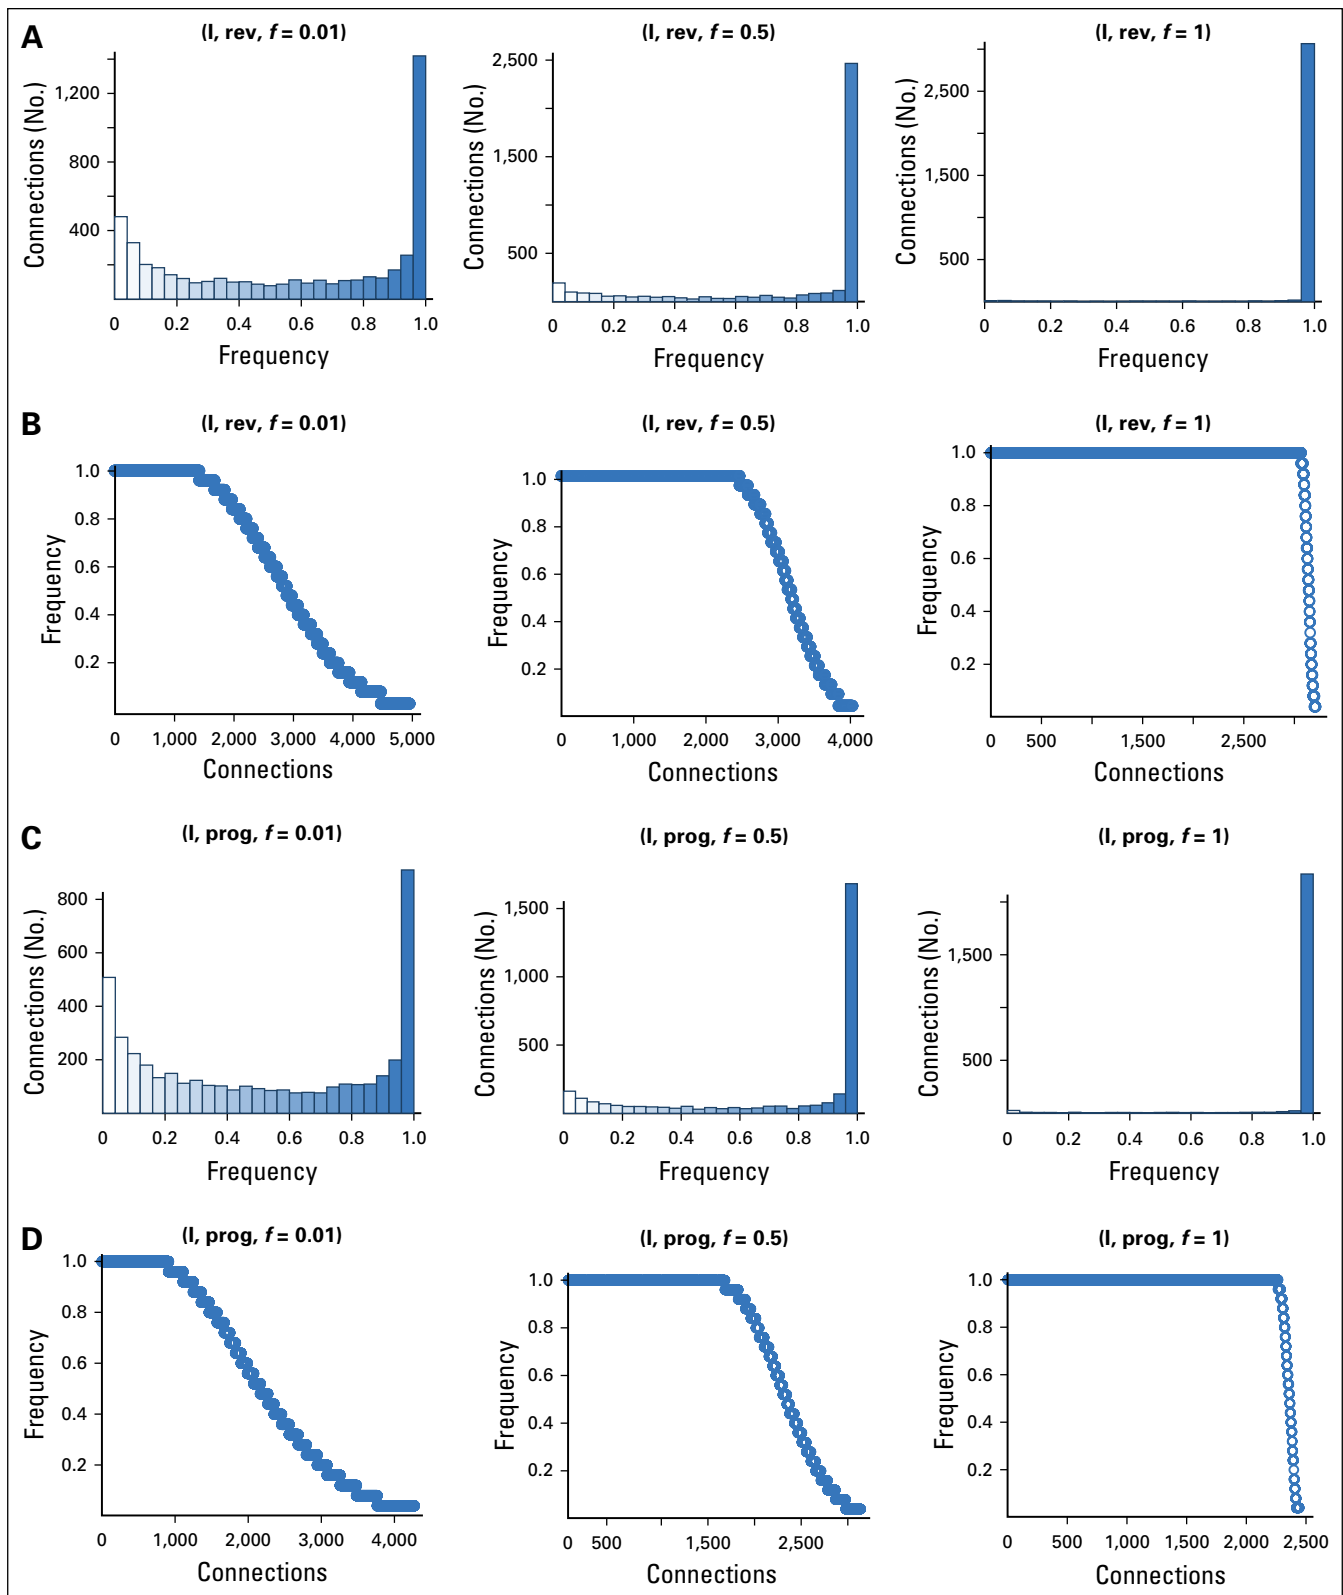 A
(I, rev, f = 0.01)
(I, rev, f = 0.5)
(I, rev, f = 1)
Connections (No.)
1,200
800
400
0 0.2 0.4 0.6 0.8 1.0
Frequency
Connections (No.)
2,500
1,500
500
0 0.2 0.4 0.6 0.8 1.0
Frequency
Connections (No.)
2,500
1,500
500
0 0.2 0.4 0.6 0.8 1.0
Frequency
B
(I, rev, f = 0.01)
(I, rev, f = 0.5)
(I, rev, f = 1)
Frequency
1.0
0.8
0.6
0.4
0.2
0 1,000 2,000 3,000 4,000 5,000
Connections
Frequency
1.0
0.8
0.6
0.4
0.2
0 1,000 2,000 3,000 4,000
Connections
Frequency
1.0
0.8
0.6
0.4
0.2
0 500 1,500 2,500
Connections
C
(I, prog, f = 0.01)
(I, prog, f = 0.5)
(I, prog, f = 1)
Connections (No.)
800
600
400
200
0 0.2 0.4 0.6 0.8 1.0
Frequency
Connections (No.)
1,500
1,000
500
0 0.2 0.4 0.6 0.8 1.0
Frequency
Connections (No.)
1,500
500
0 0.2 0.4 0.6 0.8 1.0
Frequency
D
(I, prog, f = 0.01)
(I, prog, f = 0.5)
(I, prog, f = 1)
Frequency
1.0
0.8
0.6
0.4
0.2
0 1,000 2,000 3,000 4,000
Connections
Frequency
1.0
0.8
0.6
0.4
0.2
0 500 1,500 2,500
Connections
Frequency
1.0
0.8
0.6
0.4
0.2
0 500 1,000 1,500 2,000 2,500
Connections